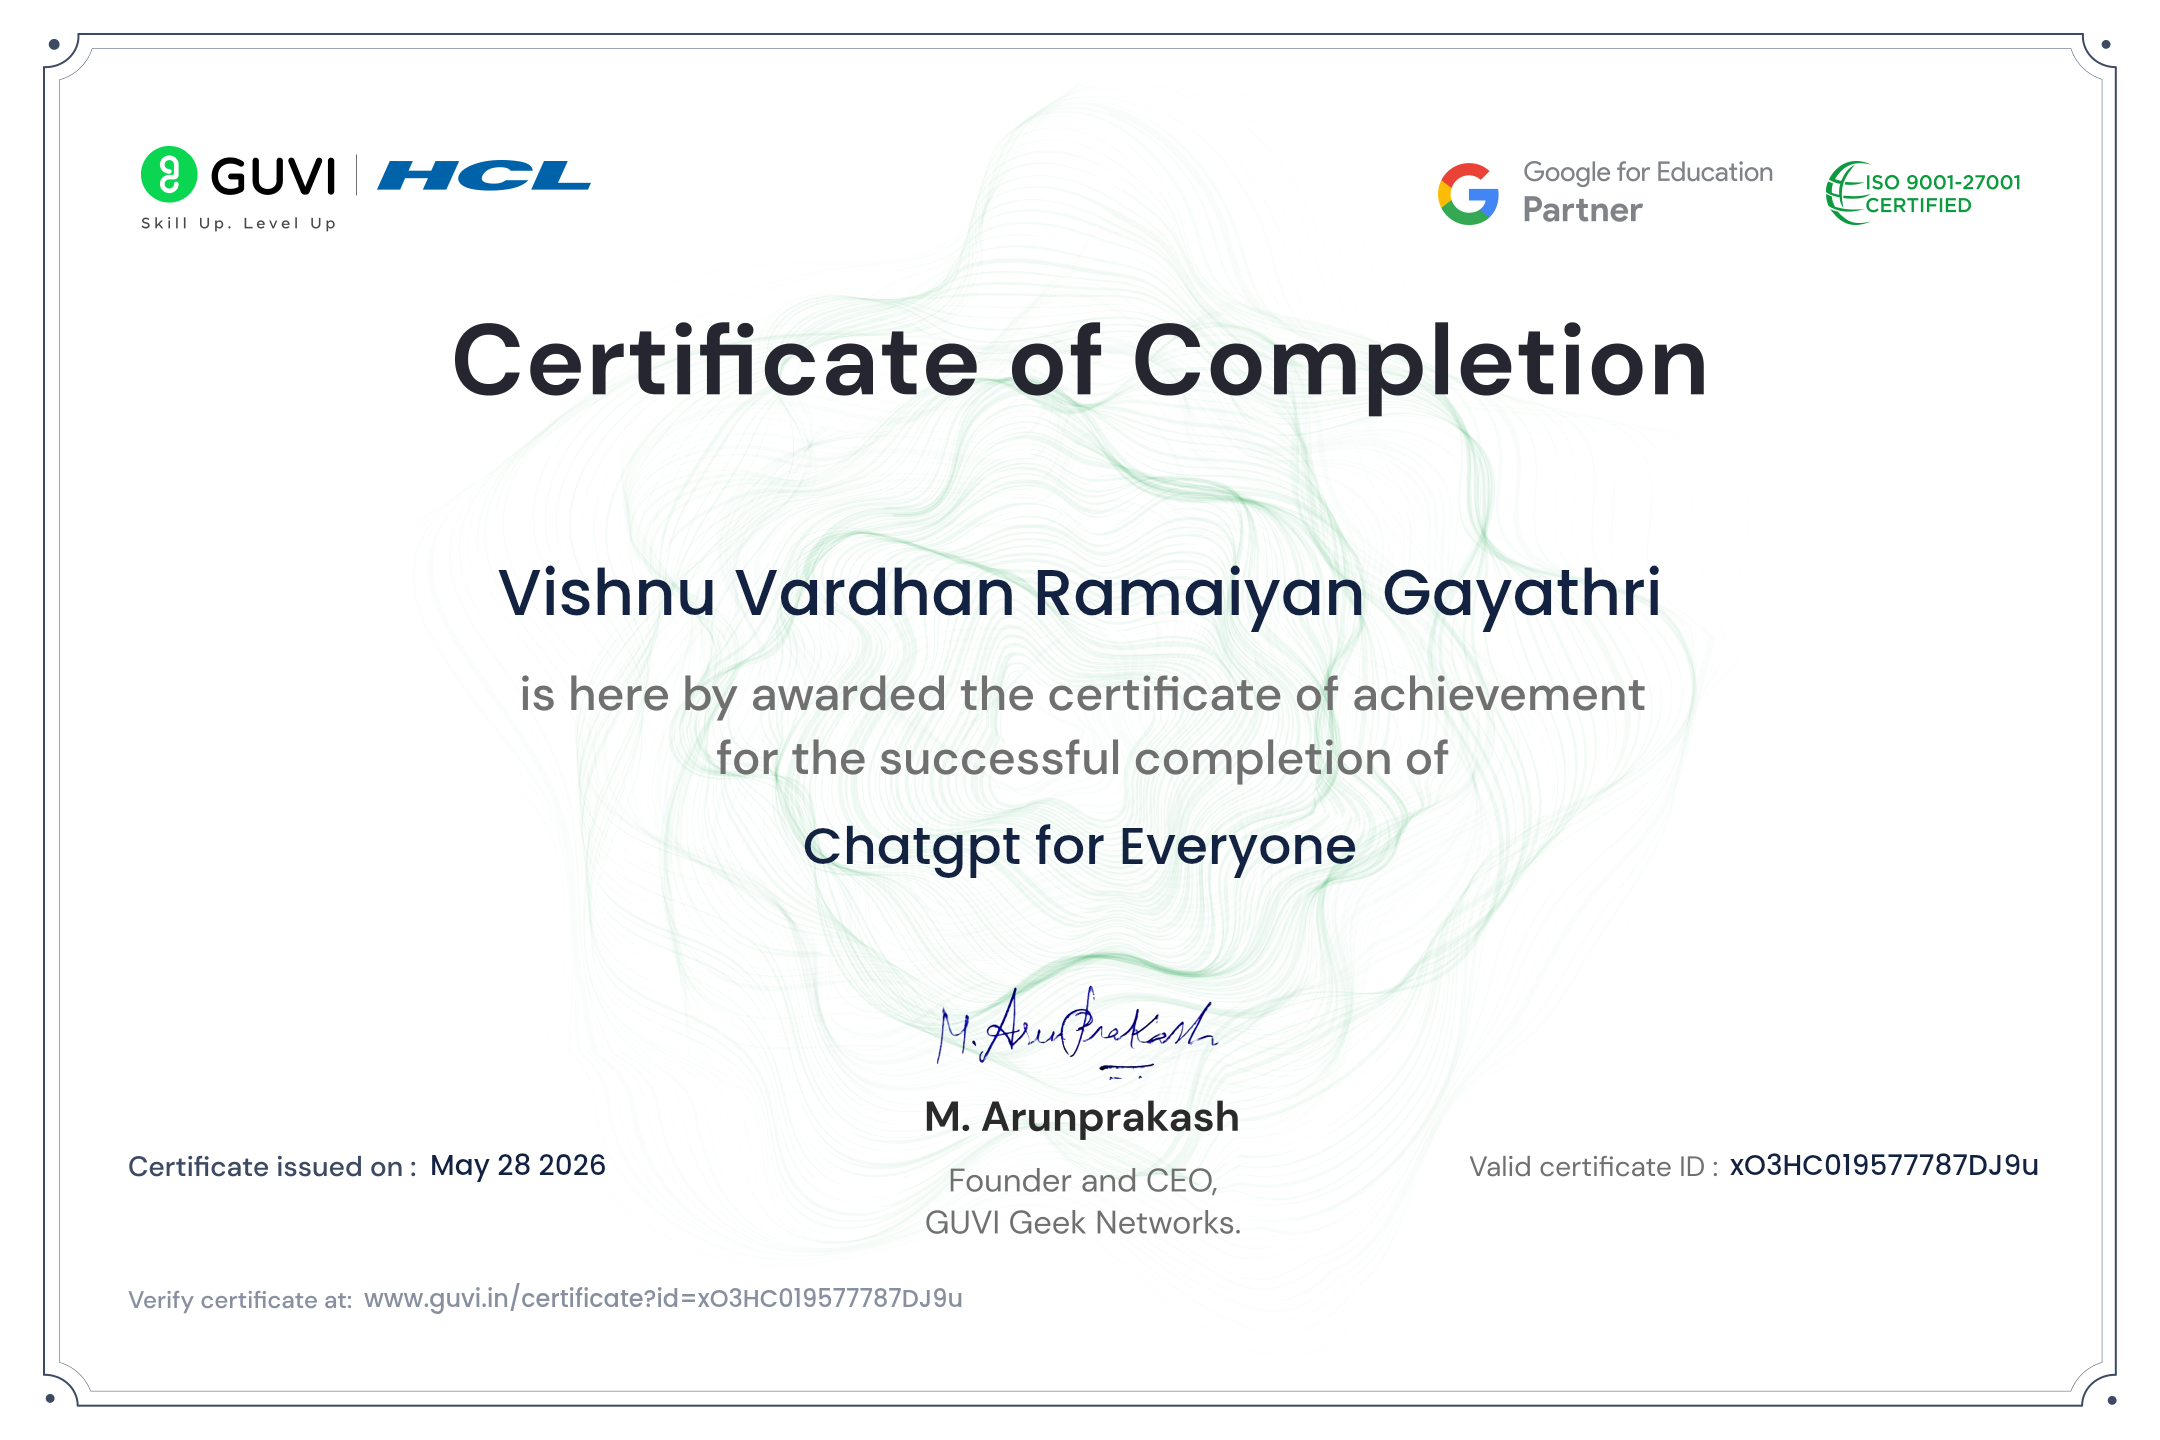 GUVI | HCL
Skill Up. Level Up
Google for Education
Partner
ISO 9001-27001
CERTIFIED
Certificate of Completion
Vishnu Vardhan Ramaiyan Gayathri
is here by awarded the certificate of achievement
for the successful completion of
Chatgpt for Everyone
M. ArunPrakash
M. Arunprakash
Founder and CEO,
GUVI Geek Networks.
Certificate issued on : May 28 2026
Valid certificate ID : xO3HC019577787DJ9u
Verify certificate at: www.guvi.in/certificate?id=xO3HC019577787DJ9u